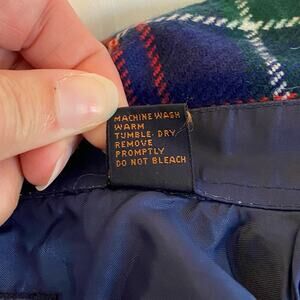 MACHINE WASH
WARM
TUMBLE DRY
REMOVE
PROMPTLY
DO NOT BLEACH